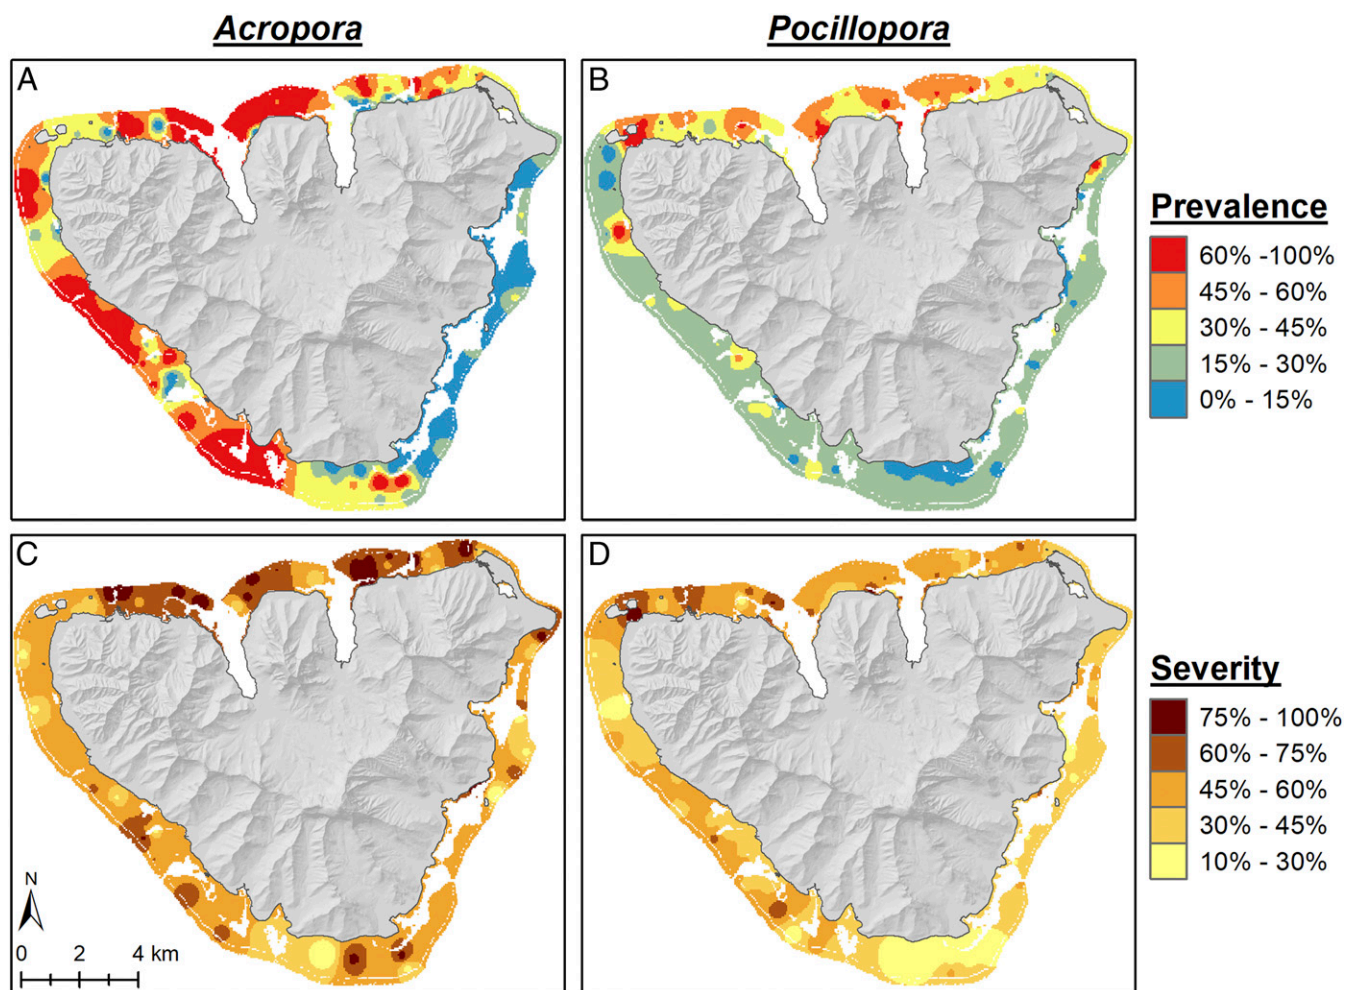 Acropora
Pocillopora
A
B
Prevalence
60% -100%
45% - 60%
30% - 45%
15% - 30%
0% - 15%
C
D
Severity
75% - 100%
60% - 75%
45% - 60%
30% - 45%
10% - 30%
N
0 2 4 km